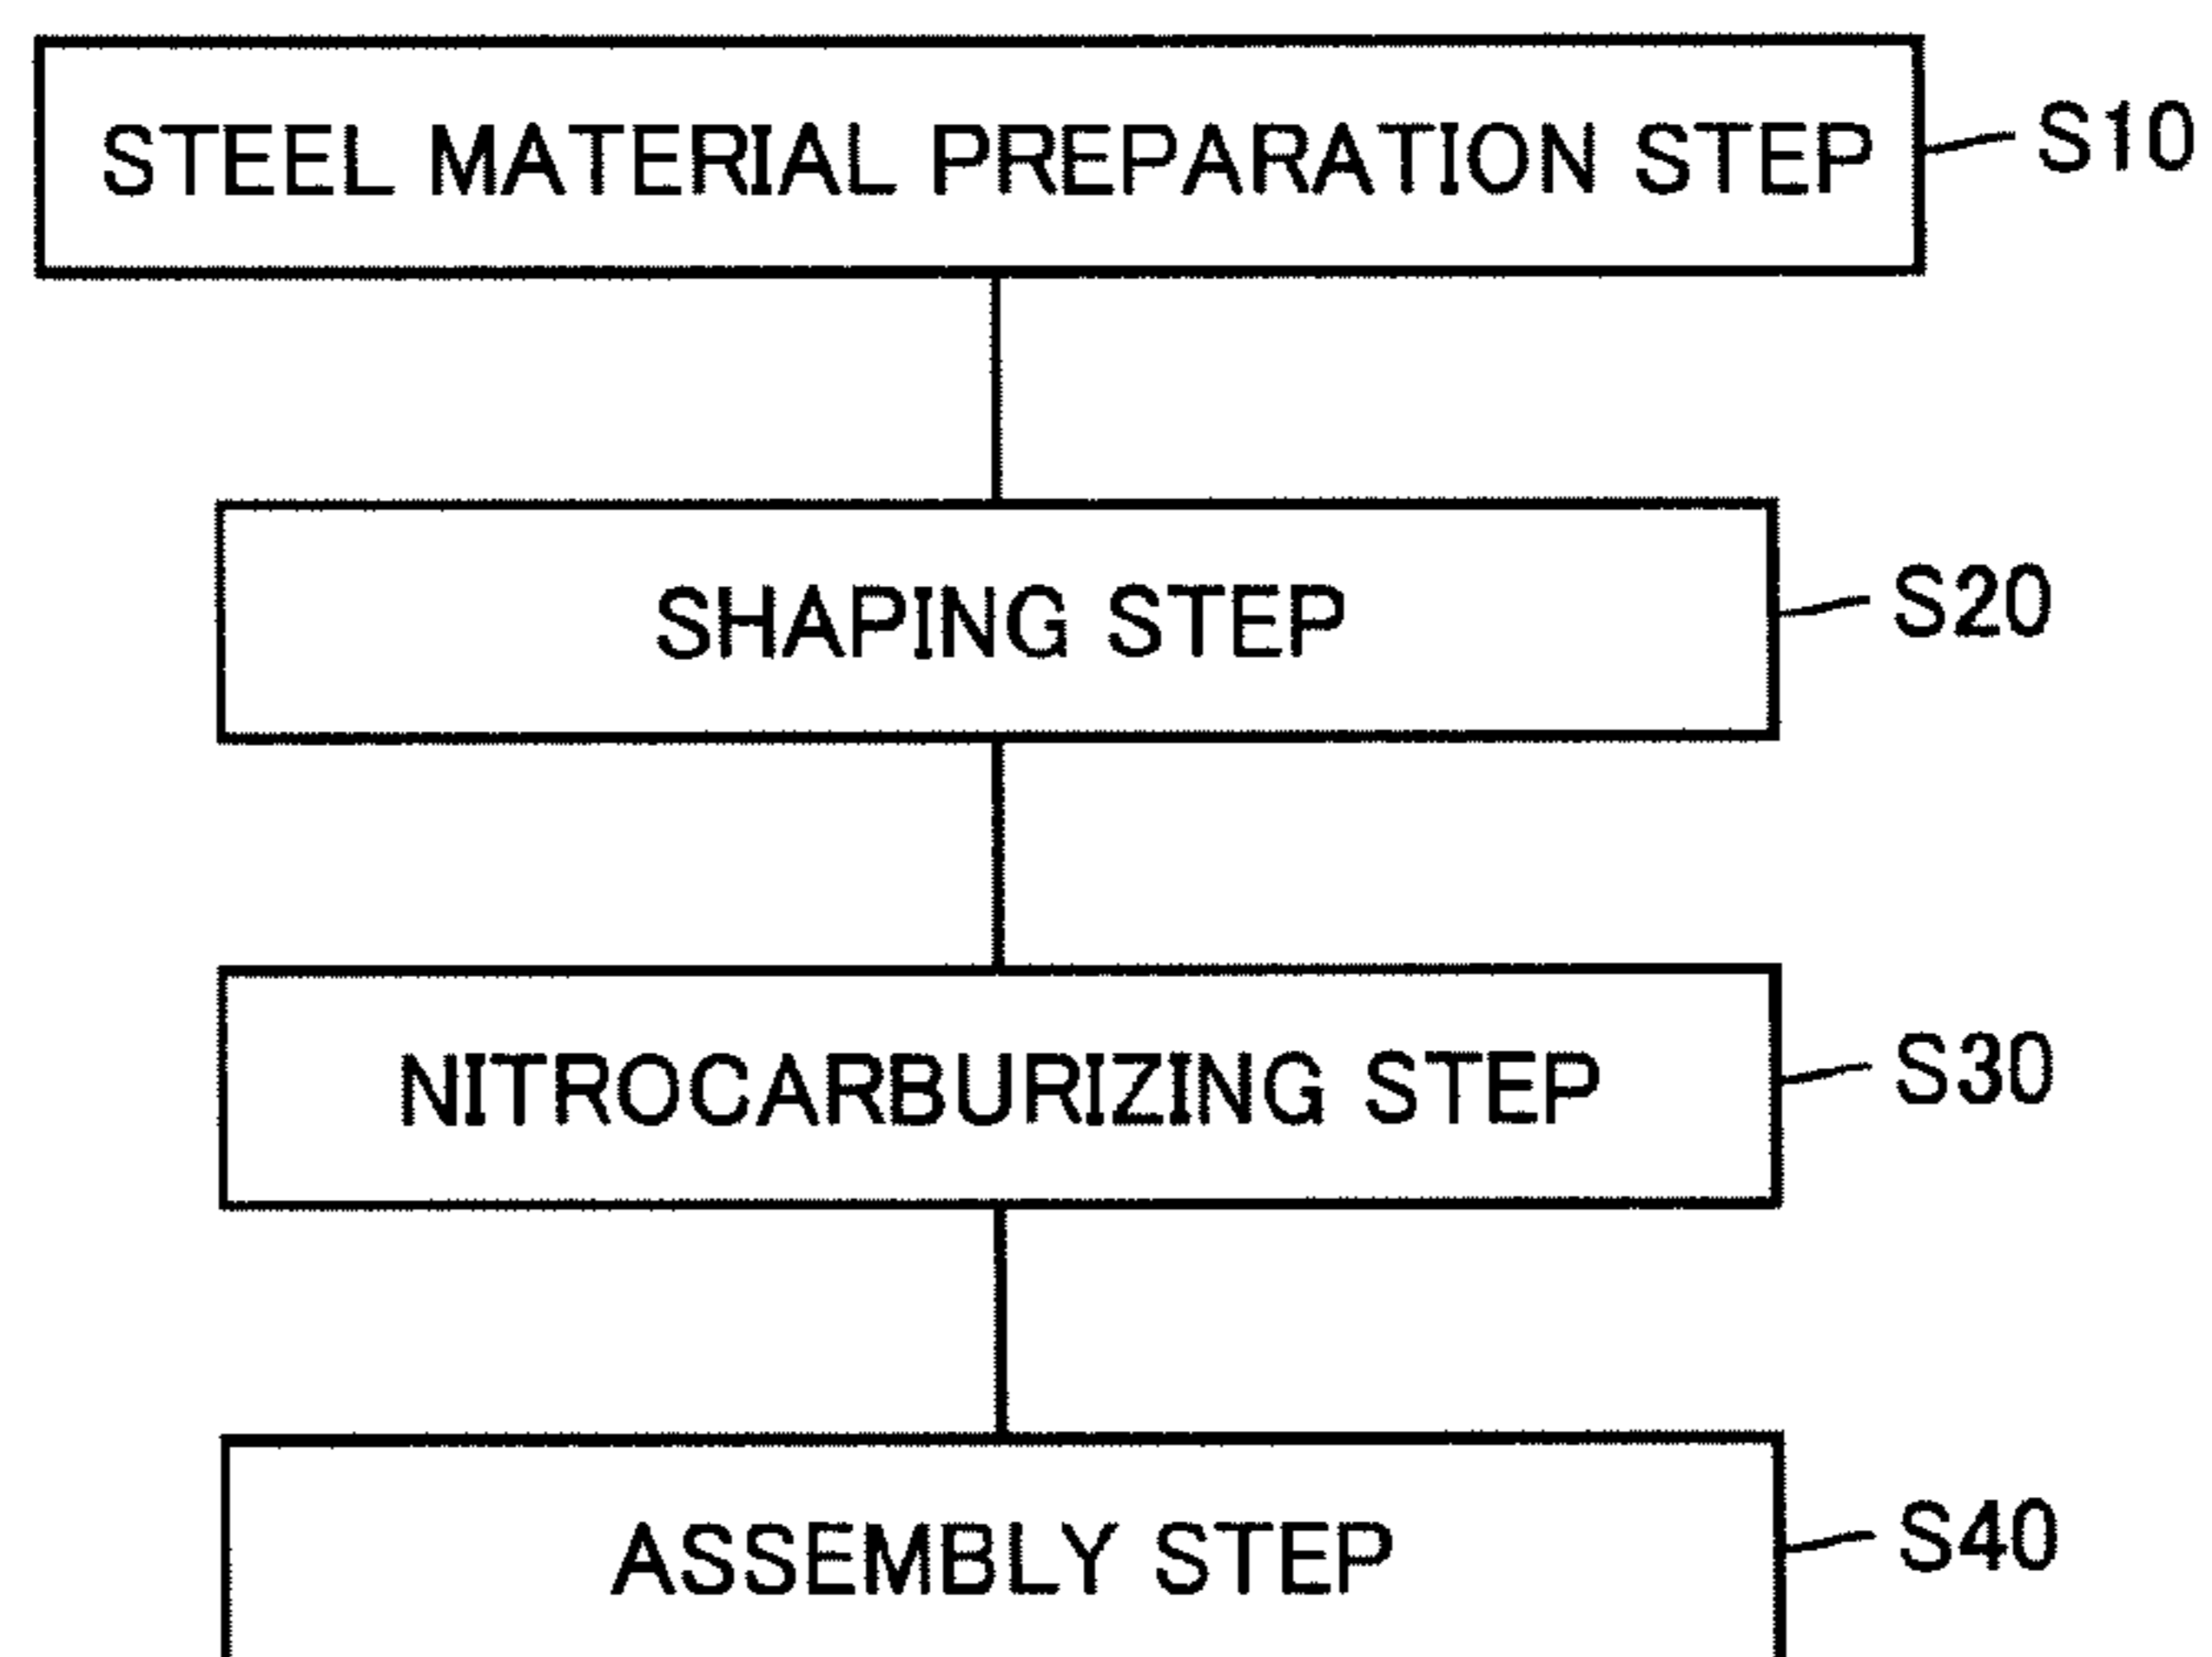 STEEL MATERIAL PREPARATION STEP S10
SHAPING STEP S20
NITROCARBURIZING STEP S30
ASSEMBLY STEP S40